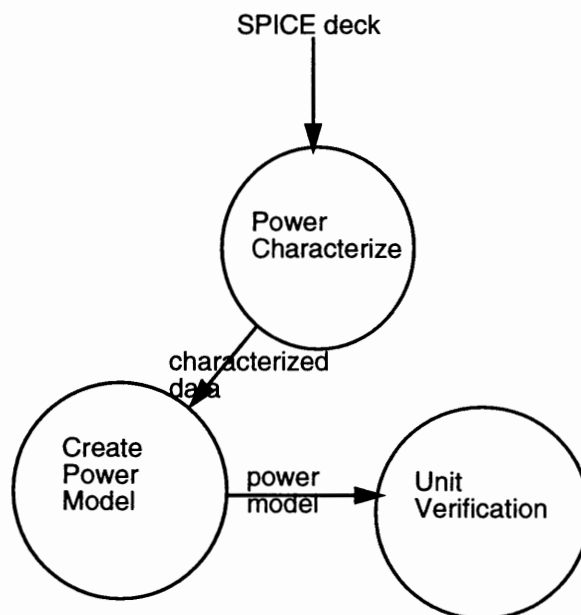 SPICE deck
Power
Characterize
characterized
data
Create
Power
Model
power
model
Unit
Verification